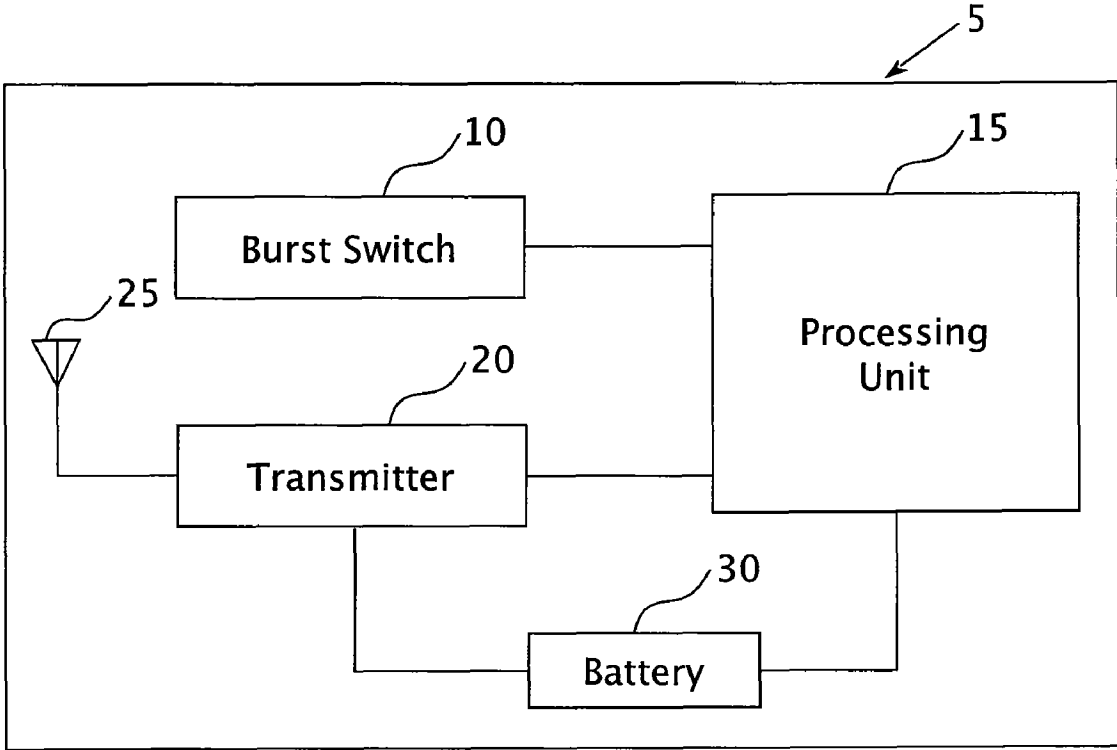 5
10
15
Burst Switch
25
Processing
Unit
20
Transmitter
30
Battery